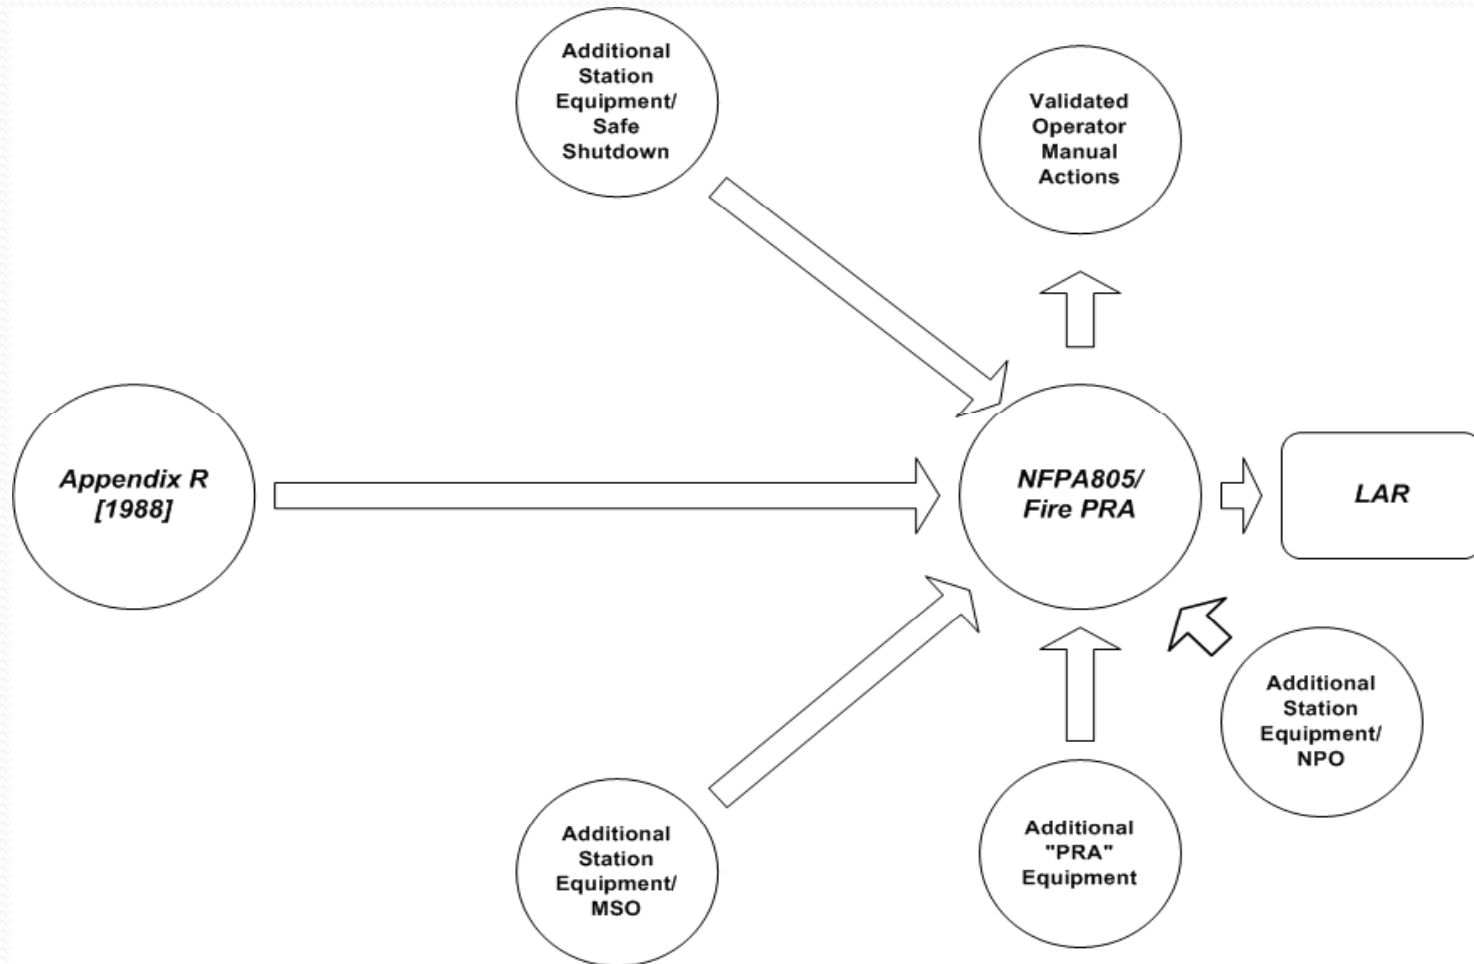 Additional
Station
Equipment/
Safe
Shutdown
Validated
Operator
Manual
Actions
Appendix R
[1988]
NFPA805/
Fire PRA
LAR
Additional
Station
Equipment/
NPO
Additional
Station
Equipment/
MSO
Additional
"PRA"
Equipment